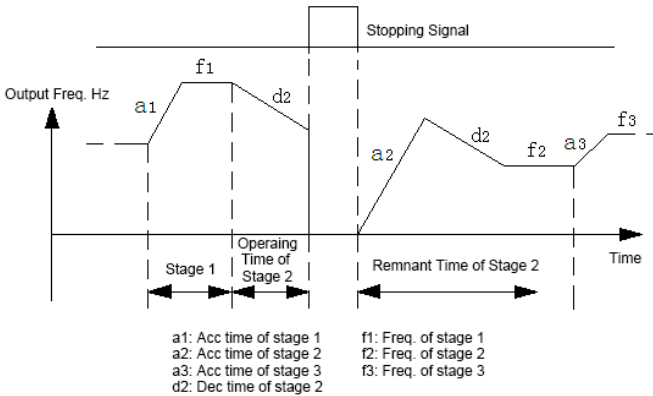 Stopping Signal
f1
Output Freq. Hz
a1
d2
a2
d2
f2
a3
f3
Operaing
Time of
Stage 2
Stage 1
Remnant Time of Stage 2
Time
a1: Acc time of stage 1
a2: Acc time of stage 2
a3: Acc time of stage 3
d2: Dec time of stage 2
f1: Freq. of stage 1
f2: Freq. of stage 2
f3: Freq. of stage 3